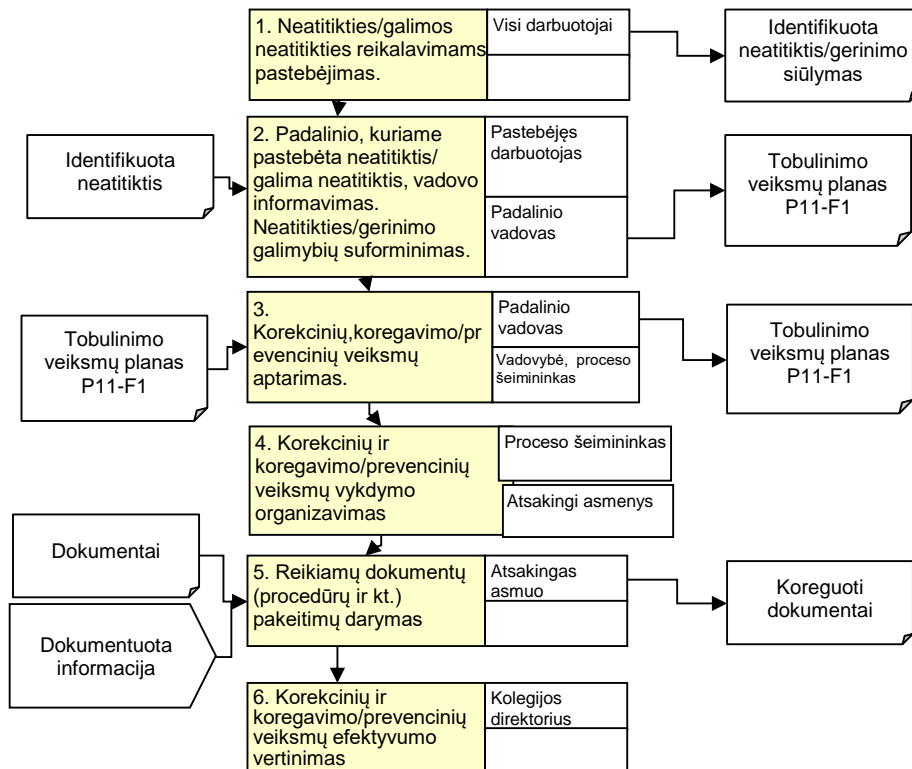 1. Neatitikties/galimos
neatitikties reikalavimams
pastebėjimas.
Visi darbuotojai
Identifikuota
neatitiktis/gerinimo
siūlymas
Identifikuota
neatitiktis
2. Padalinio, kuriame
pastebėta neatitiktis/
galima neatitiktis, vadovo
informavimas.
Neatitikties/gerinimo
galimybių suforminimas.
Pastebėjęs
darbuotojas
Padalinio
vadovas
Tobulinimo
veiksmų planas
P11-F1
Tobulinimo
veiksmų planas
P11-F1
3.
Korekcinių,koregavimo/pr
evencinių veiksmų
aptarimas.
Padalinio
vadovas
Vadovybė, proceso
šeimininkas
Tobulinimo
veiksmų planas
P11-F1
4. Korekcinių ir
koregavimo/prevencinių
veiksmų vykdymo
organizavimas
Proceso šeimininkas
Atsakingi asmenys
Dokumentai
Dokumentuota
informacija
5. Reikiamų dokumentų
(procedūrų ir kt.)
pakeitimų darymas
Atsakingas
asmuo
Koreguoti
dokumentai
6. Korekcinių ir
koregavimo/prevencinių
veiksmų efektyvumo
vertinimas
Kolegijos
direktorius